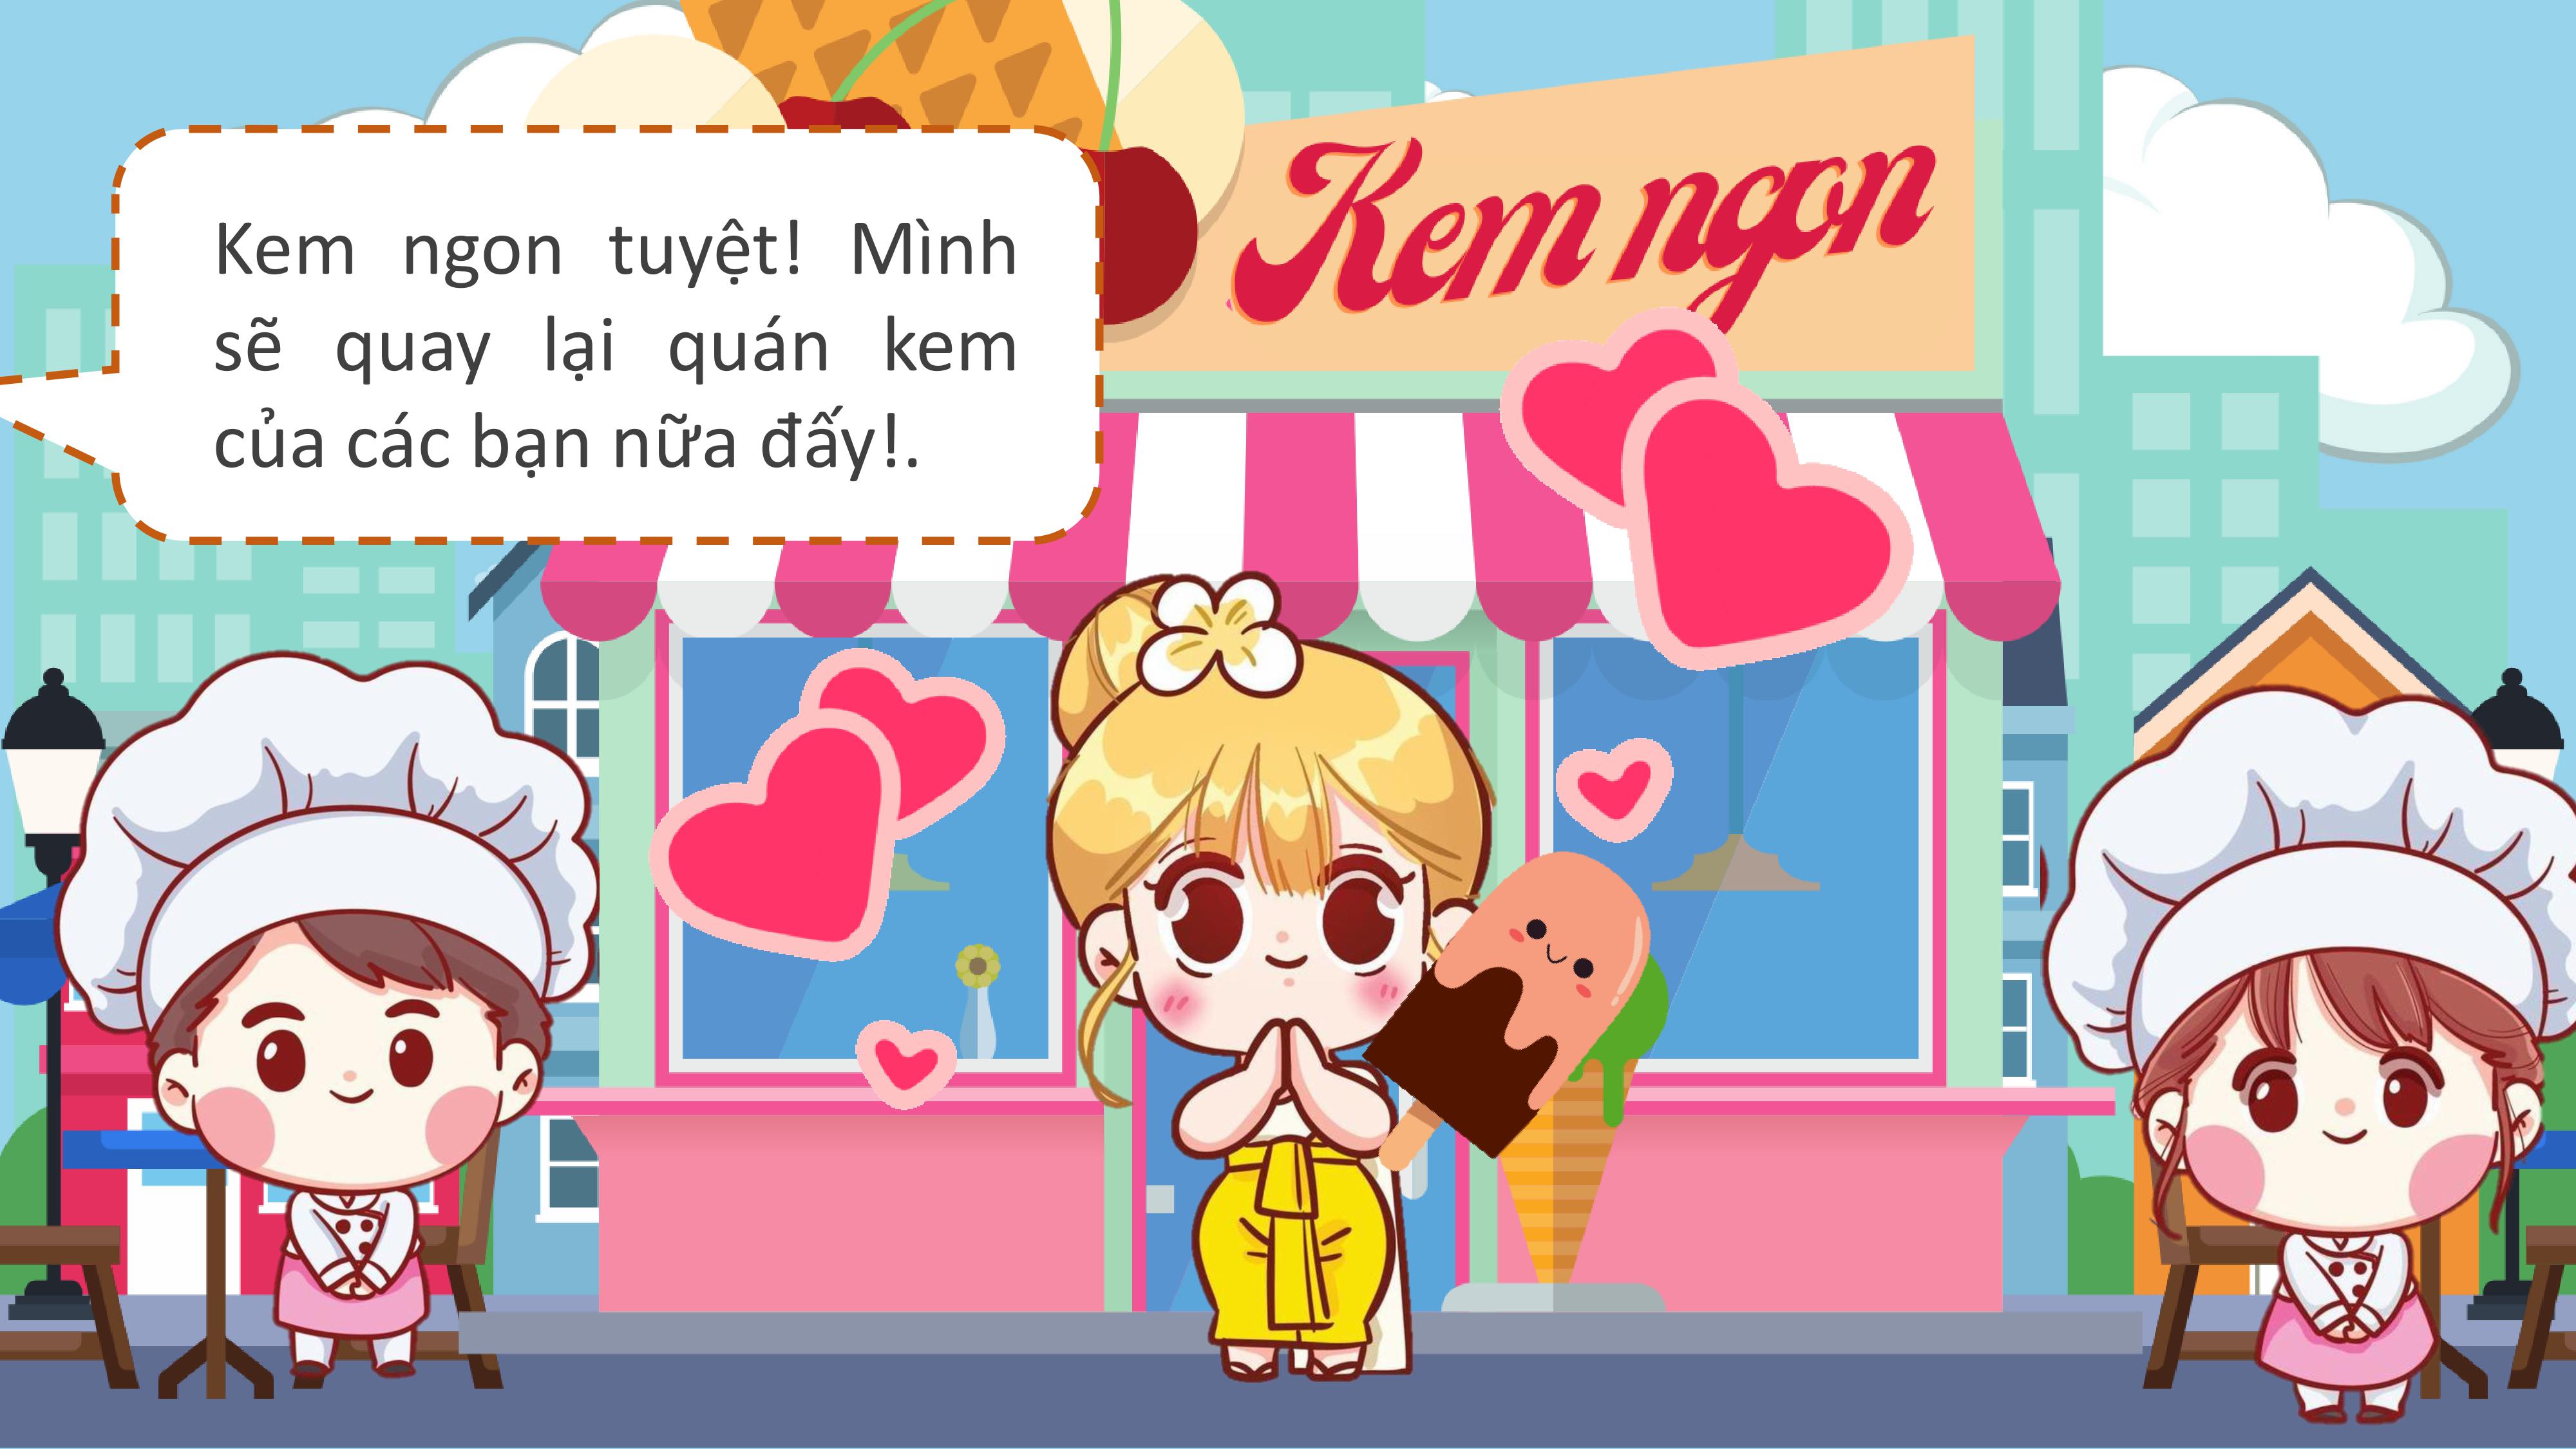 Kem ngon tuyệt! Mình
sẽ quay lại quán kem
của các bạn nữa đấy!.
Kem ngon